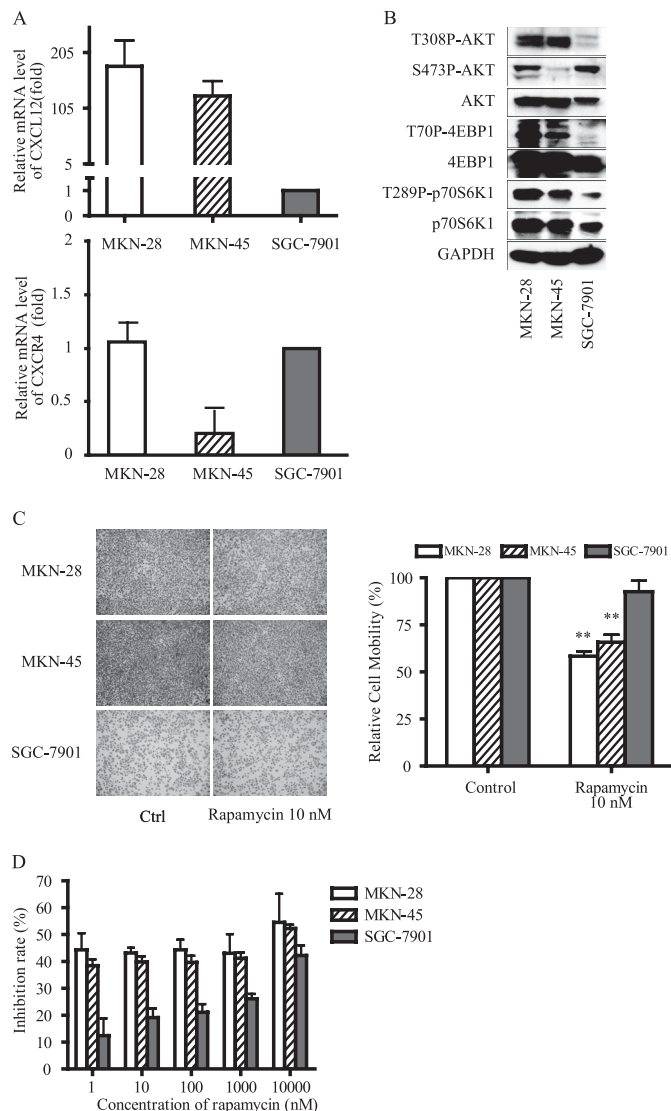 A
Relative mRNA level
of CXCL12(fold)
205
105
5
1
0
MKN-28 MKN-45 SGC-7901
Relative mRNA level
of CXCR4 (fold)
2
1.5
1
0.5
0
MKN-28 MKN-45 SGC-7901
B
T308P-AKT
S473P-AKT
AKT
T70P-4EBP1
4EBP1
T289P-p70S6K1
p70S6K1
GAPDH
MKN-28
MKN-45
SGC-7901
C
MKN-28
MKN-45
SGC-7901
Ctrl Rapamycin 10 nM
MKN-28 MKN-45 SGC-7901
Relative Cell Mobility (%)
100
75
50
25
0
** **
Control Rapamycin
10 nM
D
MKN-28
MKN-45
SGC-7901
Inhibition rate (%)
70
60
50
40
30
20
10
0
1 10 100 1000 10000
Concentration of rapamycin (nM)